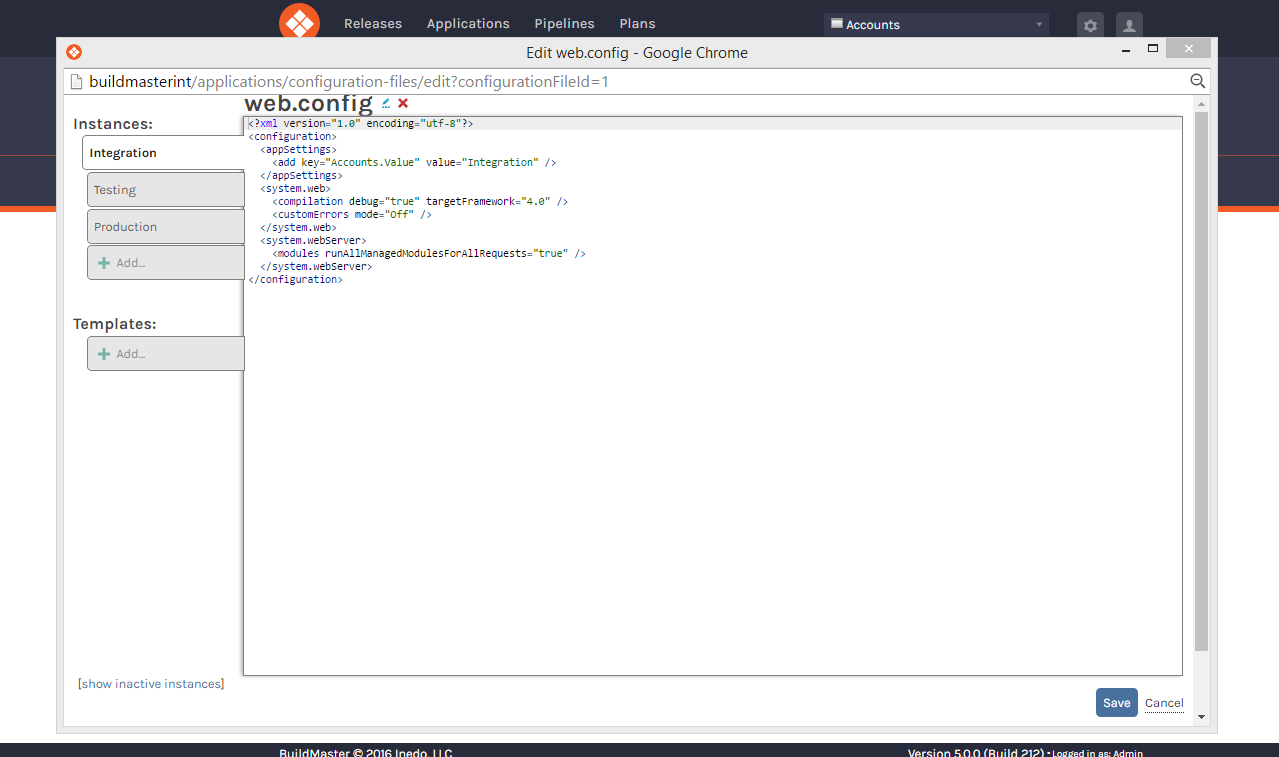 Releases Applications Pipelines Plans Accounts
Edit web.config - Google Chrome
buildmasterint/applications/configuration-files/edit?configurationFileId=1
web.config
Instances:
Integration
Testing
Production
Add...
Templates:
Add...
[show inactive instances]
<?xml version="1.0" encoding="utf-8"?>
<configuration>
  <appSettings>
    <add key="Accounts.Value" value="Integration" />
  </appSettings>
  <system.web>
    <compilation debug="true" targetFramework="4.0" />
    <customErrors mode="Off" />
  </system.web>
  <system.webServer>
    <modules runAllManagedModulesForAllRequests="true" />
  </system.webServer>
</configuration>
Save Cancel
BuildMaster © 2016 Inedo, LLC Version 5.0.0 (Build 212) • Logged in as: Admin